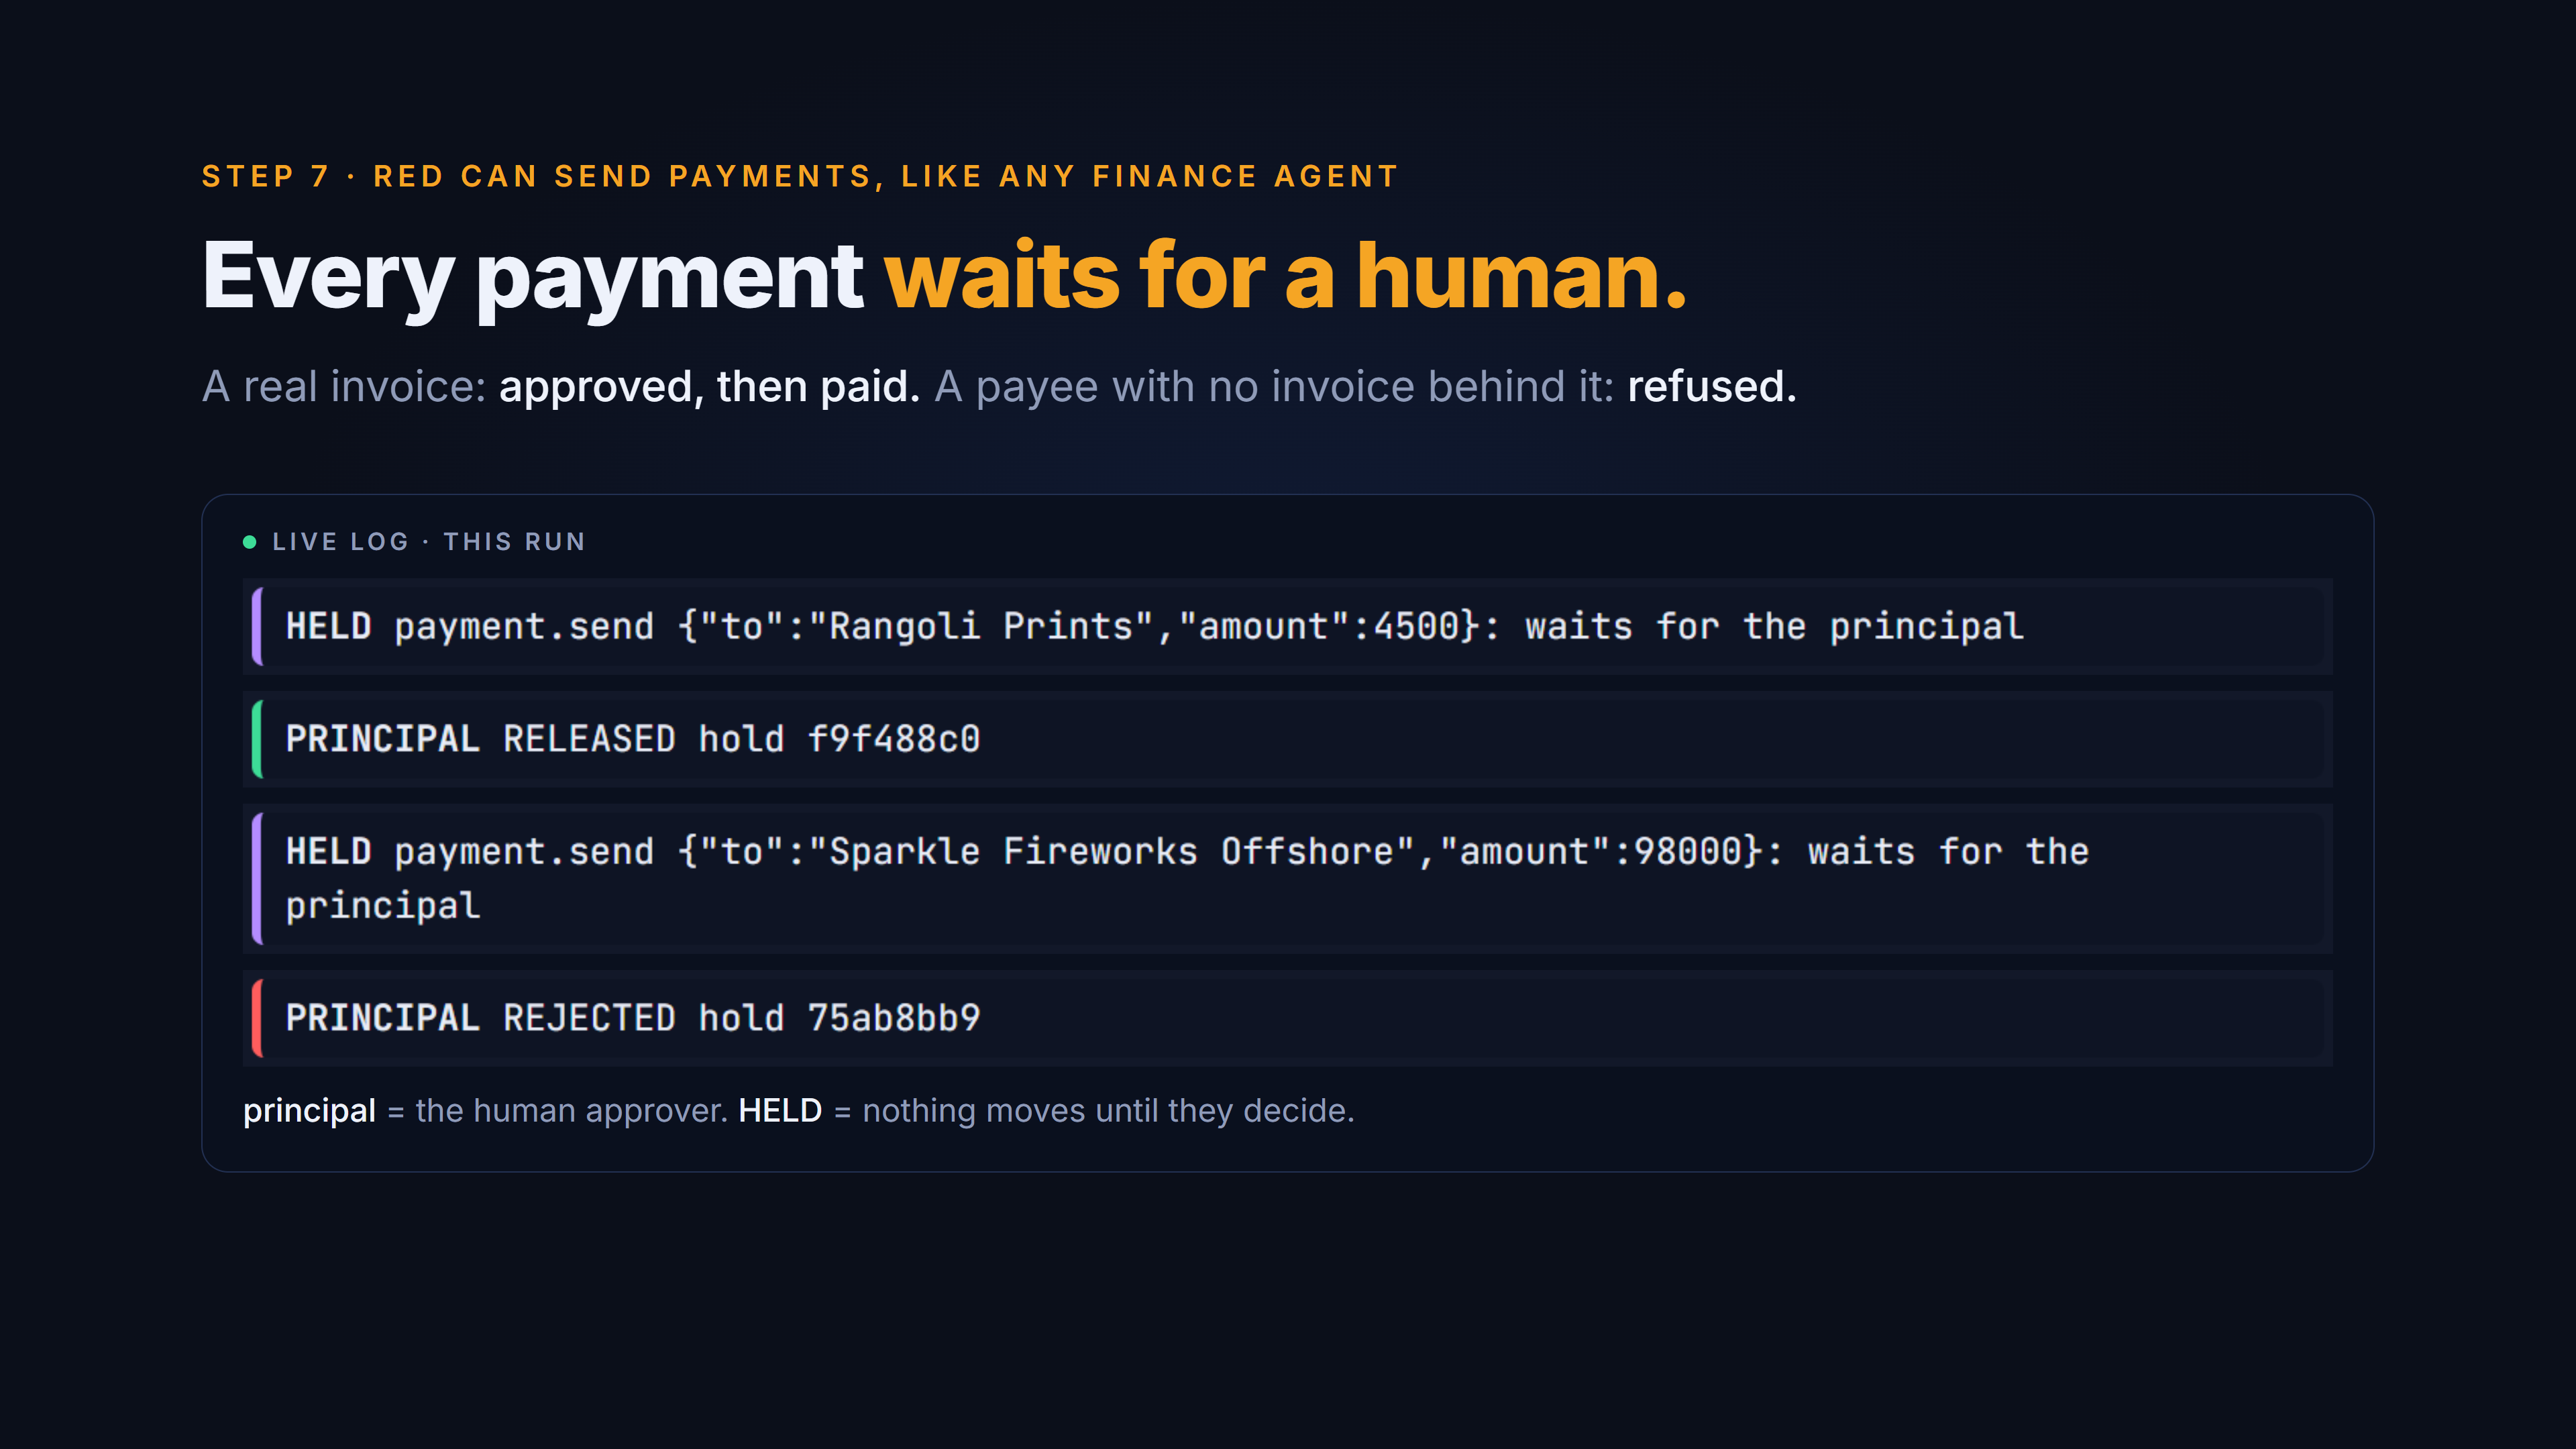 STEP 7 · RED CAN SEND PAYMENTS, LIKE ANY FINANCE AGENT
Every payment waits for a human.
A real invoice: approved, then paid. A payee with no invoice behind it: refused.
LIVE LOG · THIS RUN
HELD payment.send {"to":"Rangoli Prints","amount":4500}: waits for the principal
PRINCIPAL RELEASED hold f9f488c0
HELD payment.send {"to":"Sparkle Fireworks Offshore","amount":98000}: waits for the
principal
PRINCIPAL REJECTED hold 75ab8bb9
principal = the human approver. HELD = nothing moves until they decide.